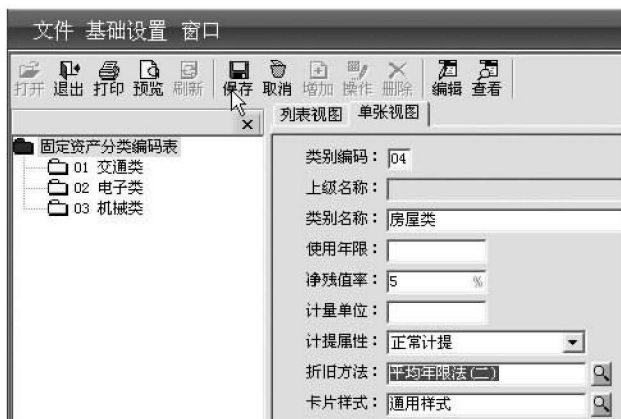 文件 基础设置 窗口
打开 退出 打印 预览 刷新 保存 取消 增加 操作 删除 编辑 查看
列表视图 单张视图
固定资产分类编码表
01 交通类
02 电子类
03 机械类
类别编码：04
上级名称：
类别名称：房屋类
使用年限：
净残值率：5 %
计量单位：
计提属性：正常计提
折旧方法：平均年限法(二)
卡片样式：通用样式